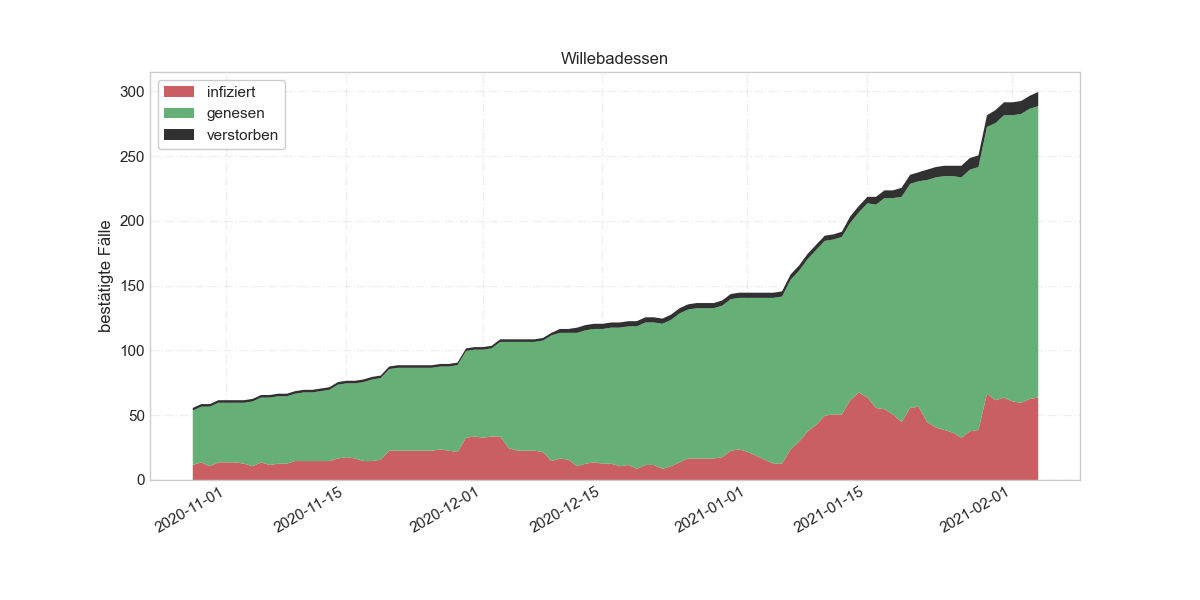 Willebadessen
infiziert
genesen
verstorben
bestätigte Fälle
300
250
200
150
100
50
0
2020-11-01
2020-11-15
2020-12-01
2020-12-15
2021-01-01
2021-01-15
2021-02-01